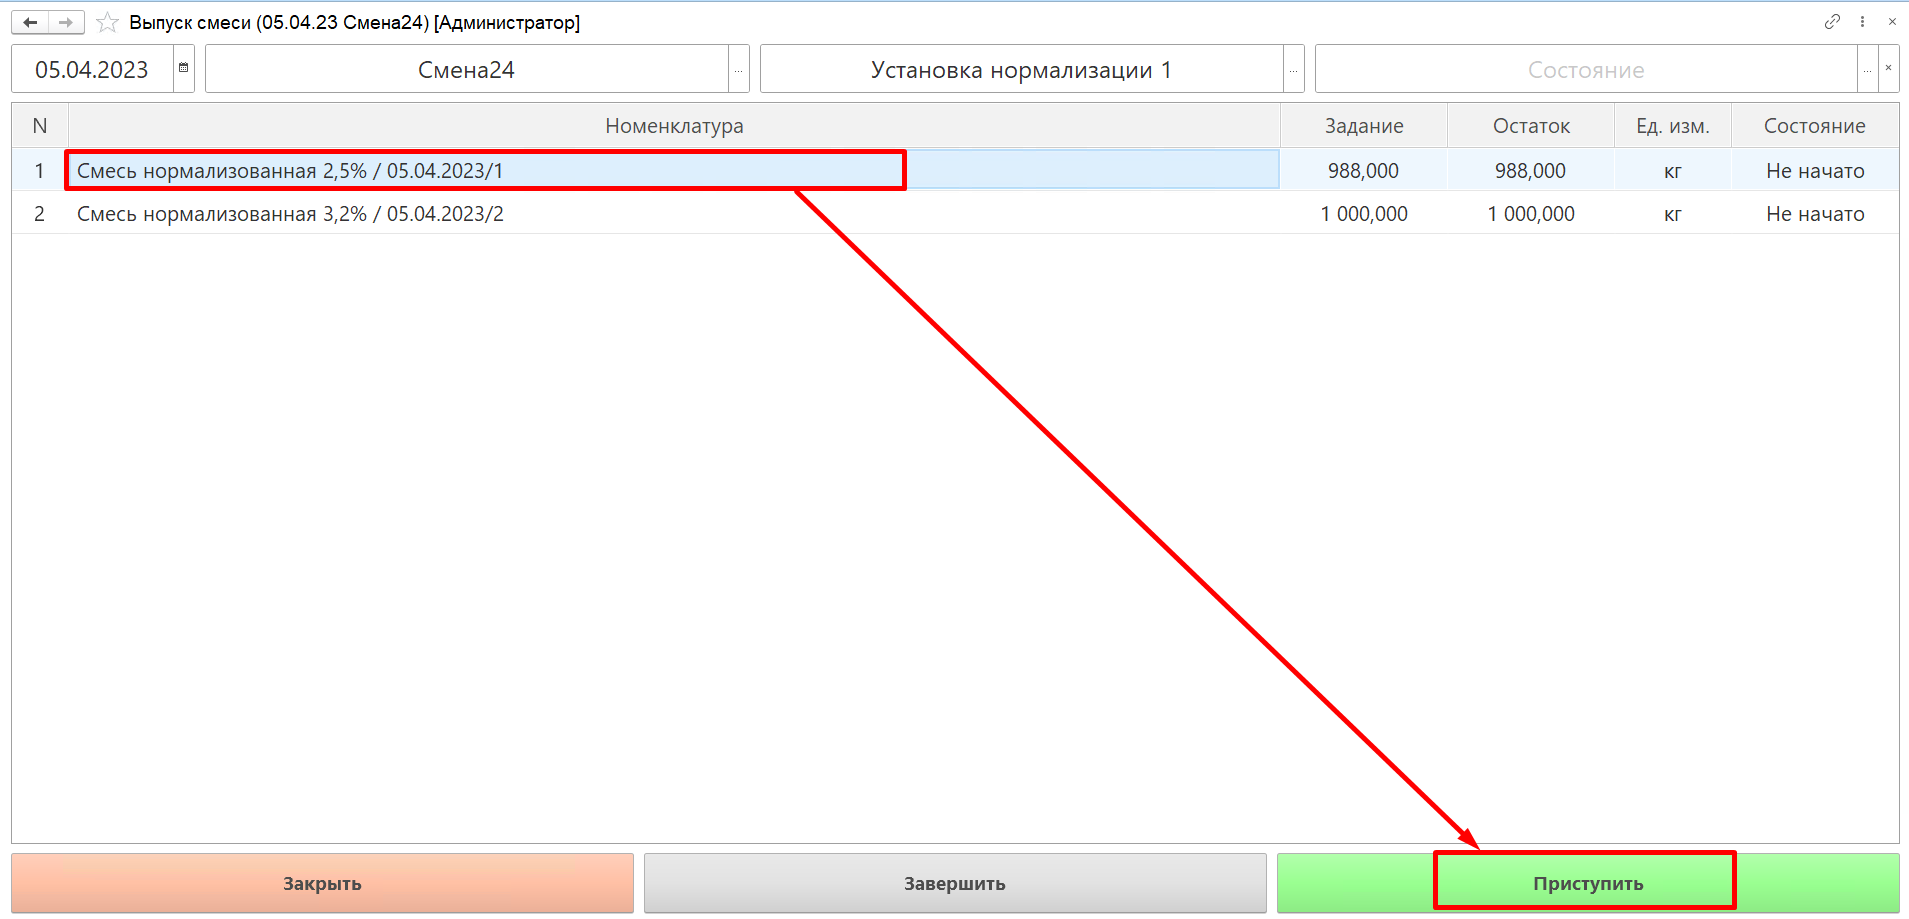 Выпуск смеси (05.04.23 Смена24) [Администратор]
05.04.2023 Смена24 ... Установка нормализации 1 ... Состояние ... ×
N Номенклатура Задание Остаток Ед. изм. Состояние
1 Смесь нормализованная 2,5% / 05.04.2023/1 988,000 988,000 кг Не начато
2 Смесь нормализованная 3,2% / 05.04.2023/2 1 000,000 1 000,000 кг Не начато
Закрыть Завершить Приступить